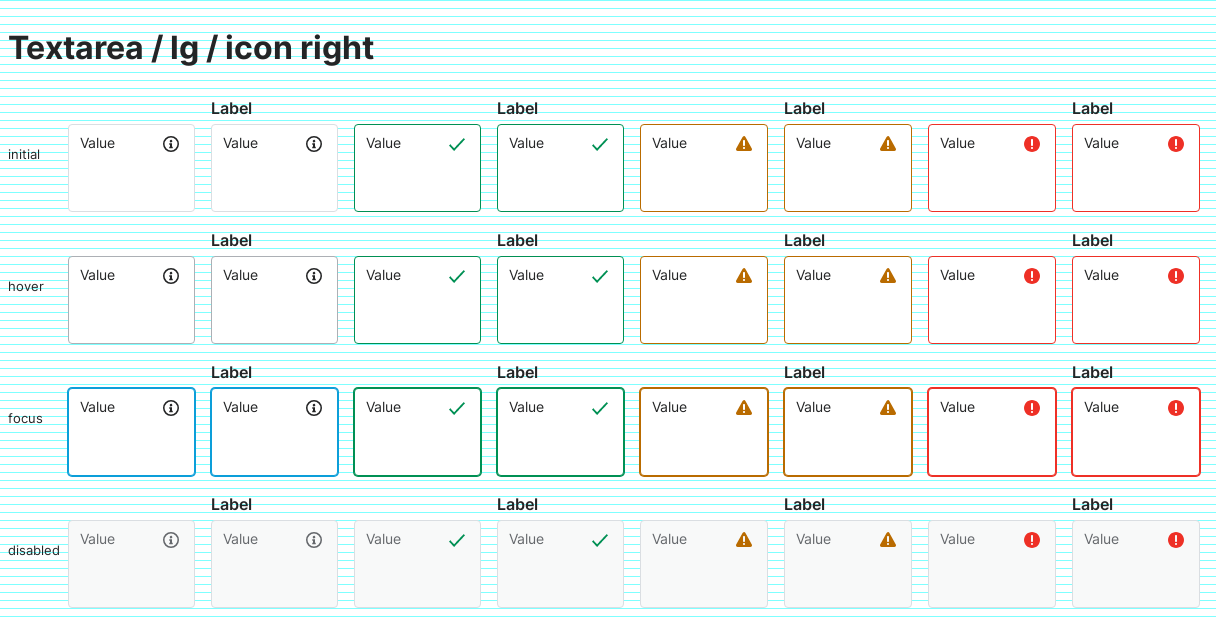 Textarea / lg / icon right
Label Label Label Label
initial Value Value Value Value Value Value Value Value
Label Label Label Label
hover Value Value Value Value Value Value Value Value
Label Label Label Label
focus Value Value Value Value Value Value Value Value
Label Label Label Label
disabled Value Value Value Value Value Value Value Value